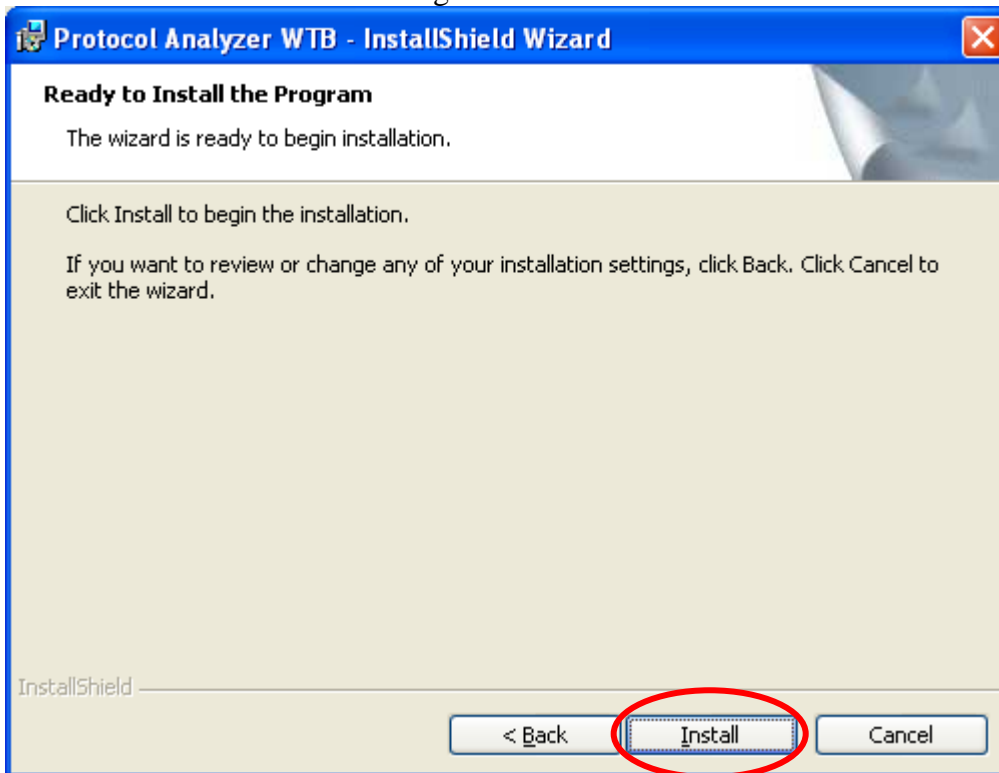 Protocol Analyzer WTB - InstallShield Wizard
Ready to Install the Program
The wizard is ready to begin installation.
Click Install to begin the installation.
If you want to review or change any of your installation settings, click Back. Click Cancel to
exit the wizard.
InstallShield
< Back Install Cancel